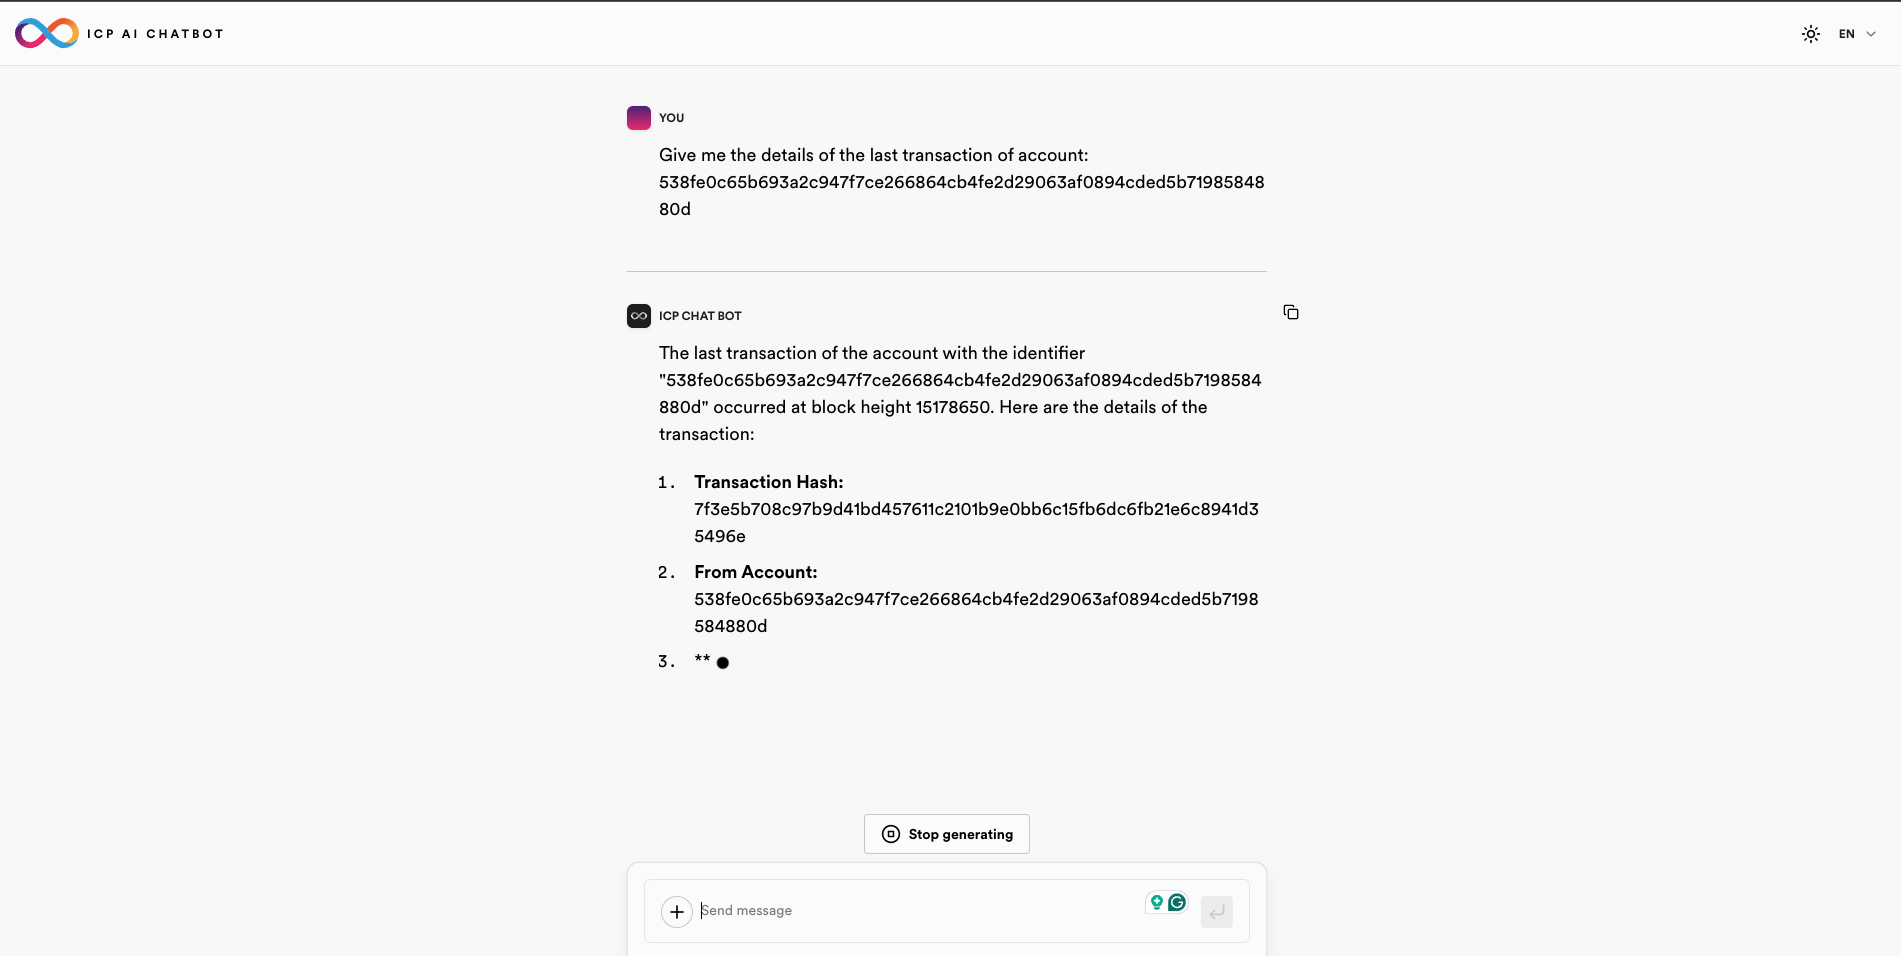 ICP AI CHATBOT
EN
YOU
Give me the details of the last transaction of account:
538fe0c65b693a2c947f7ce266864cb4fe2d29063af0894cded5b71985848
80d
ICP CHAT BOT
The last transaction of the account with the identifier
"538fe0c65b693a2c947f7ce266864cb4fe2d29063af0894cded5b7198584
880d" occurred at block height 15178650. Here are the details of the
transaction:
1. Transaction Hash:
7f3e5b708c97b9d41bd457611c2101b9e0bb6c15fb6dc6fb21e6c8941d3
5496e
2. From Account:
538fe0c65b693a2c947f7ce266864cb4fe2d29063af0894cded5b7198
584880d
3. ** ●
Stop generating
Send message